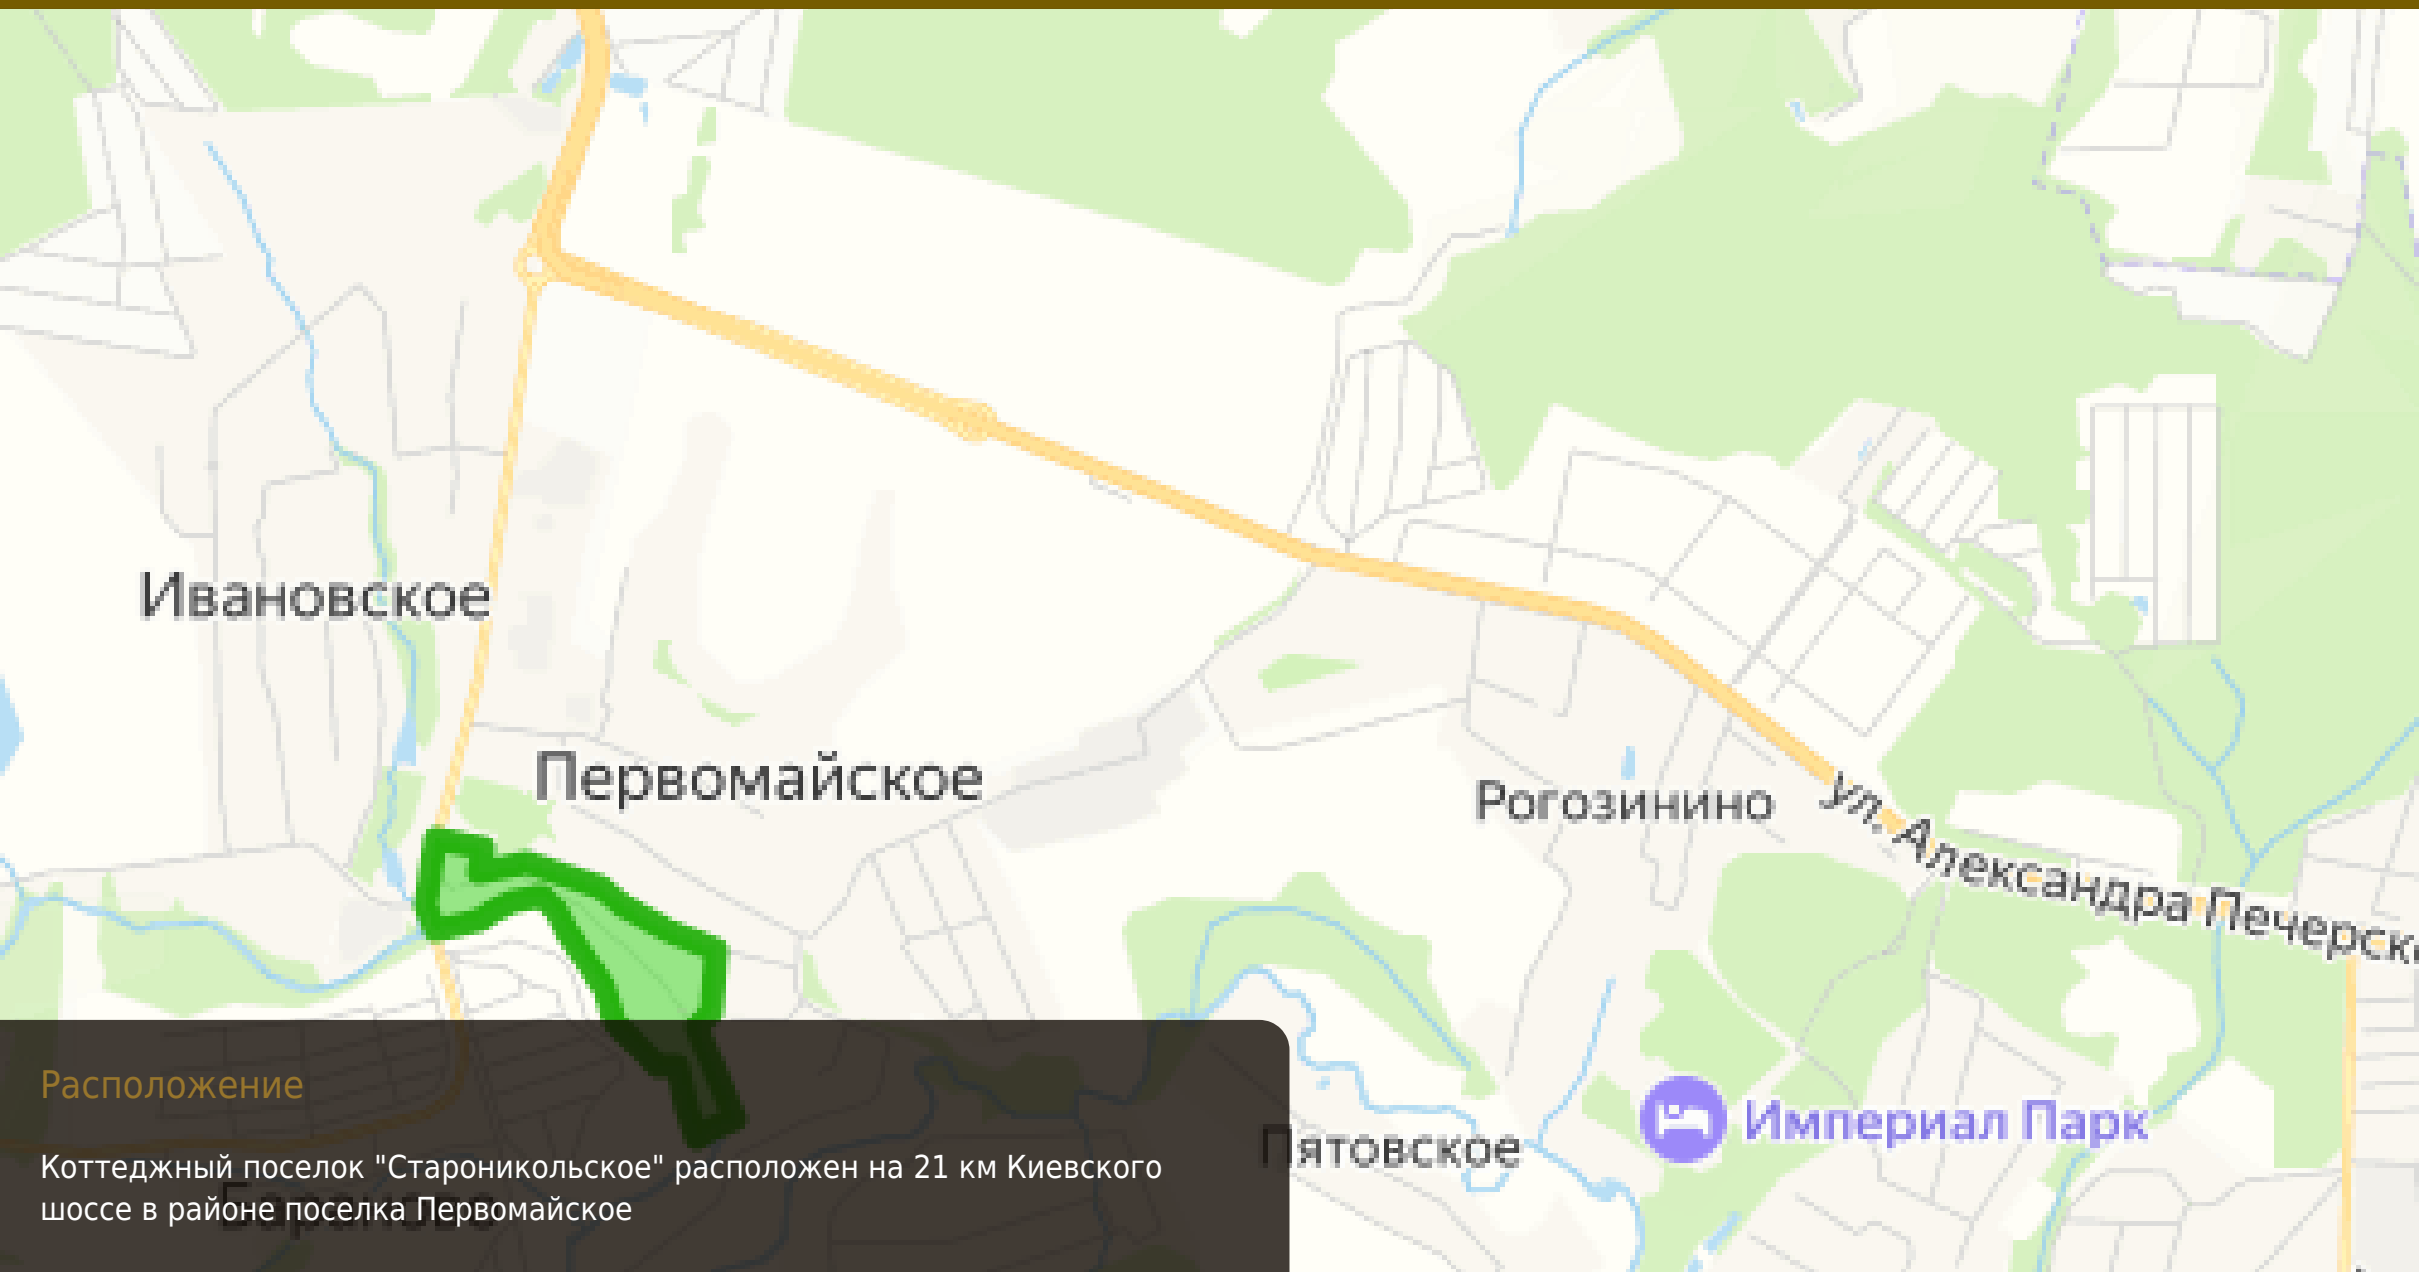 Ивановское
Первомайское
Рогозинино
ул. Александра Печерск
Империал Парк
Пятовское
Расположение
Коттеджный поселок "Староникольское" расположен на 21 км Киевского
шоссе в районе поселка Первомайское
Бараново